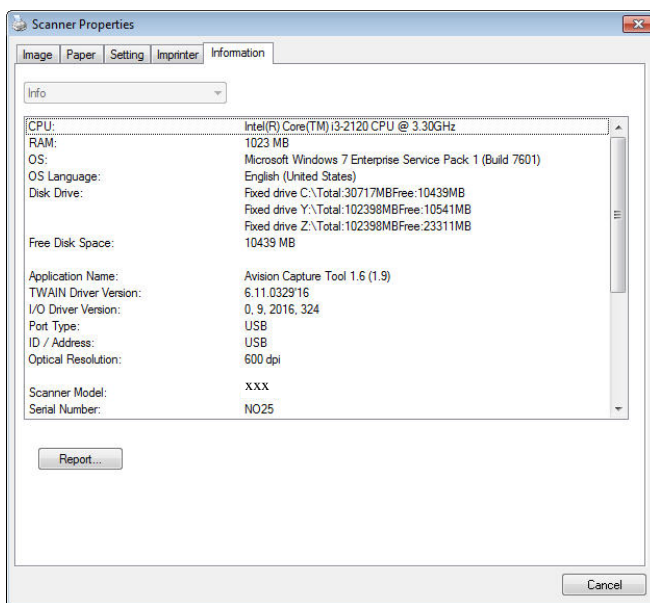 Scanner Properties
Image Paper Setting Imprinter Information
Info
CPU: Intel(R) Core(TM) i3-2120 CPU @ 3.30GHz
RAM: 1023 MB
OS: Microsoft Windows 7 Enterprise Service Pack 1 (Build 7601)
OS Language: English (United States)
Disk Drive: Fixed drive C:\Total:30717MBFree:10439MB
Fixed drive Y:\Total:102398MBFree:10541MB
Fixed drive Z:\Total:102398MBFree:23311MB
Free Disk Space: 10439 MB
Application Name: Avision Capture Tool 1.6 (1.9)
TWAIN Driver Version: 6.11.0329'16
I/O Driver Version: 0, 9, 2016, 324
Port Type: USB
ID / Address: USB
Optical Resolution: 600 dpi
Scanner Model: xxx
Serial Number: NO25
Report...
Cancel